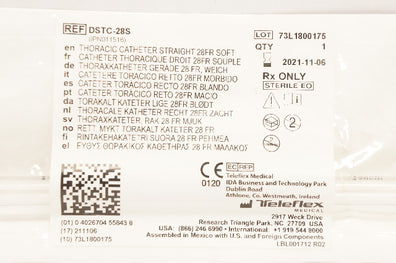 REF DSTC-28S
(IPN011516)
LOT 73L1800175
QTY 1
2021-11-06
Rx ONLY
STERILE EO
en THORACIC CATHETER STRAIGHT 28FR SOFT
fr CATHETER THORACIQUE DROIT 28FR SOUPLE
de THORAXKATHETER GERADE 28 FR, WEICH
it CATETERE TORACICO RETTO 28FR MORBIDO
es CATETER TORACICO RECTO 28FR BLANDO
pt CATETER TORACICO RETO 28FR MACIO
da TORAKALT KATETER LIGE 28FR BLØDT
nl THORACALE KATHETER RECHT 28FR ZACHT
sv THORAXKATETER, RAK 28 FR MJUK
no RETT, MYKT TORAKALT KATETER 28 FR
fi RINTAKATETRI SUORA 28 FR PEHMEÄ
el ΕΥΘΥΣ ΘΩΡΑΚΙΚΟΣ ΚΑΘΕΤΗΡΑΣ 28 FR ΜΑΛΑΚΟΣ
2
(01) 0 4026704 55843 8
(17) 211106
(10) 73L1800175
CE
0120
EC REP
Teleflex Medical
IDA Business and Technology Park
Dublin Road
Athlone, Co. Westmeath, Ireland
Teleflex
MEDICAL
2917 Weck Drive
Research Triangle Park, NC 27709 USA
USA: (866) 246 6990 • International: +1 919 544 8000
Assembled in Mexico with U.S. and Foreign Components
LBL001712 R02